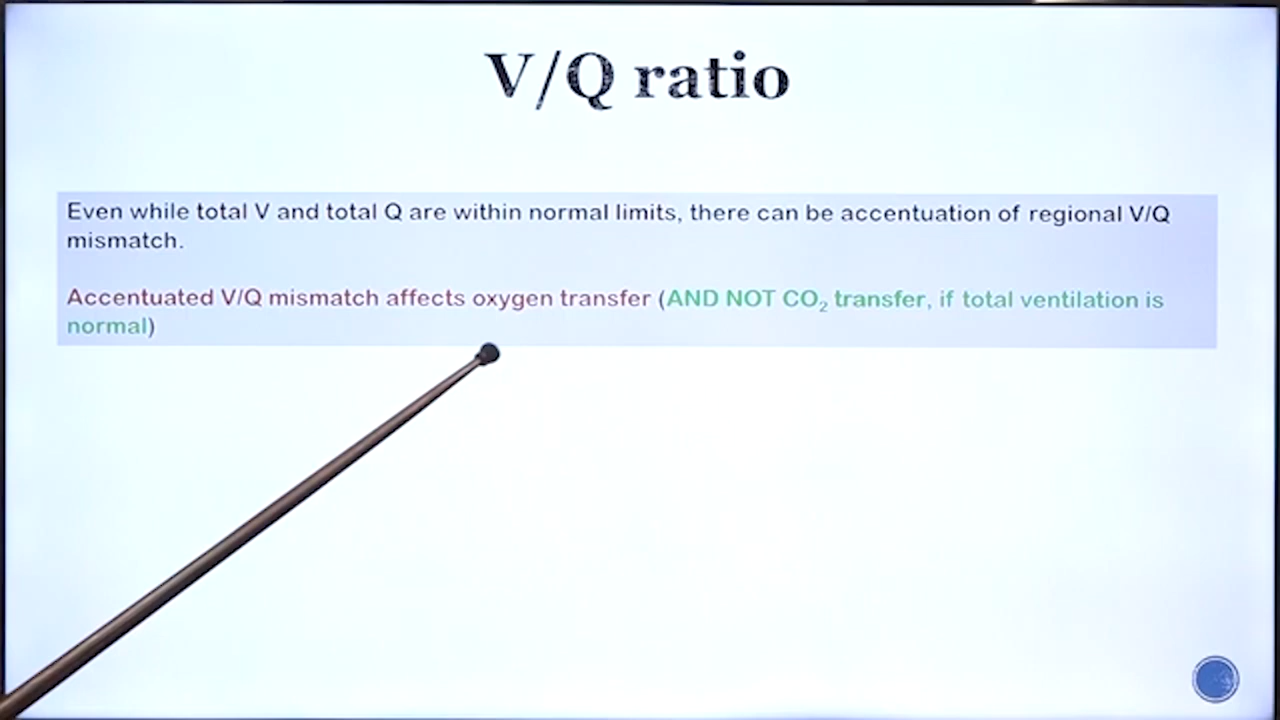 V/Q ratio
Even while total V and total Q are within normal limits, there can be accentuation of regional V/Q
mismatch.
Accentuated V/Q mismatch affects oxygen transfer (AND NOT CO₂ transfer, if total ventilation is
normal)